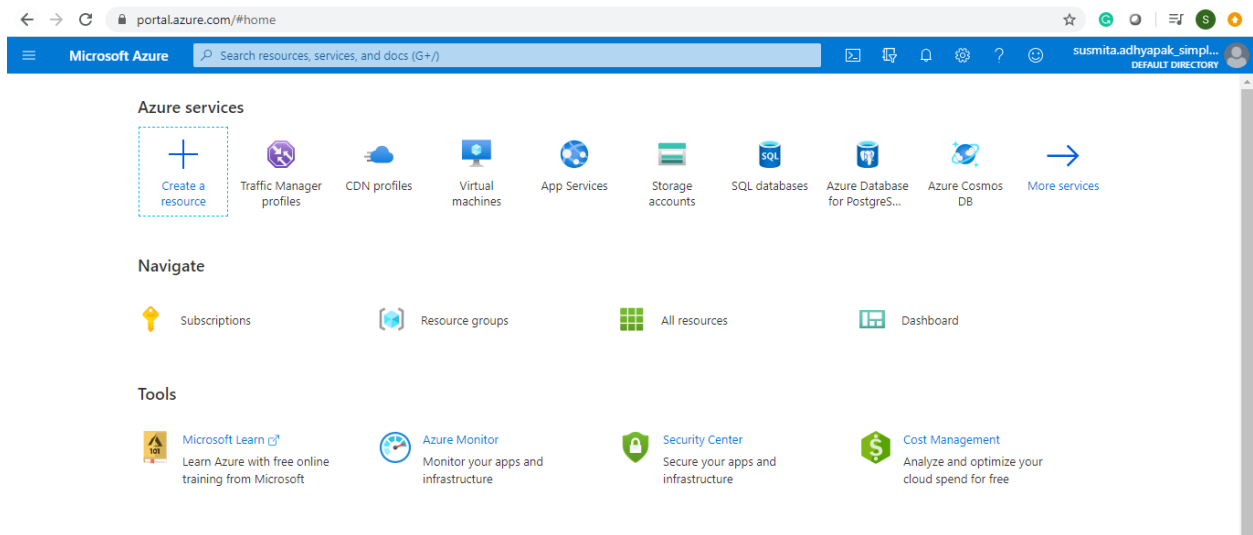 portal.azure.com/#home
S
Microsoft Azure
Search resources, services, and docs (G+/)
susmita.adhyapak_simpl...
DEFAULT DIRECTORY
Azure services
Create a
resource
Traffic Manager
profiles
CDN profiles
Virtual
machines
App Services
Storage
accounts
SQL
SQL databases
Azure Database
for PostgreS...
Azure Cosmos
DB
More services
Navigate
Subscriptions
Resource groups
All resources
Dashboard
Tools
101
Microsoft Learn
Learn Azure with free online
training from Microsoft
Azure Monitor
Monitor your apps and
infrastructure
Security Center
Secure your apps and
infrastructure
$
Cost Management
Analyze and optimize your
cloud spend for free